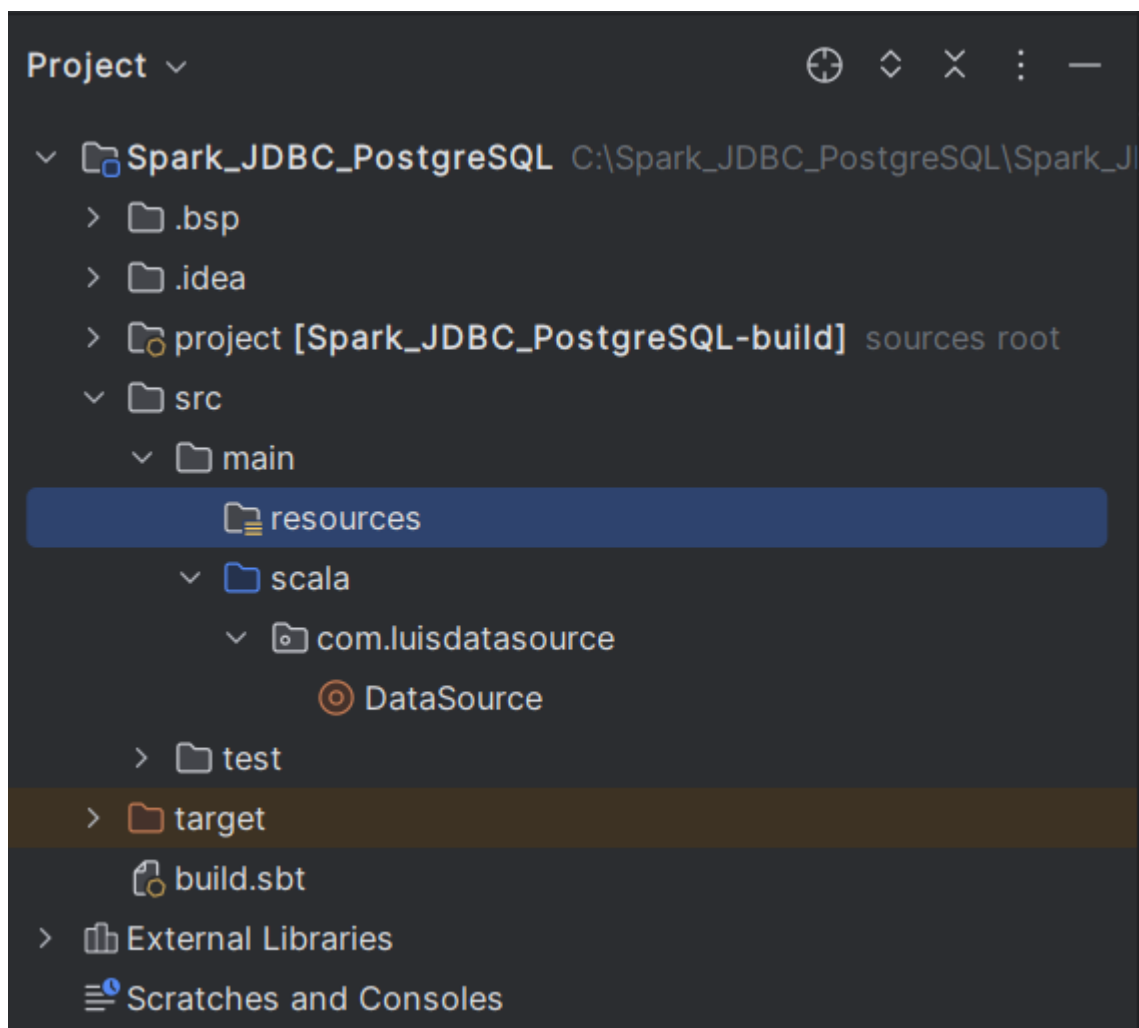 Project
Spark_JDBC_PostgreSQL C:\Spark_JDBC_PostgreSQL\Spark_J
.bsp
.idea
project [Spark_JDBC_PostgreSQL-build] sources root
src
main
resources
scala
com.luisdatasource
DataSource
test
target
build.sbt
External Libraries
Scratches and Consoles